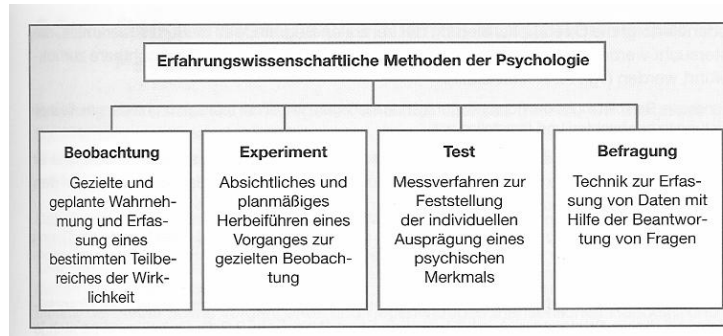 Erfahrungswissenschaftliche Methoden der Psychologie
Beobachtung
Gezielte und
geplante Wahrneh-
mung und Erfas-
sung eines
bestimmten Teilbe-
reiches der Wirk-
lichkeit
Experiment
Absichtliches und
planmäßiges
Herbeiführen eines
Vorganges zur
gezielten Beobach-
tung
Test
Messverfahren zur
Feststellung
der individuellen
Ausprägung eines
psychischen
Merkmals
Befragung
Technik zur Erfas-
sung von Daten mit
Hilfe der Beantwor-
tung von Fragen